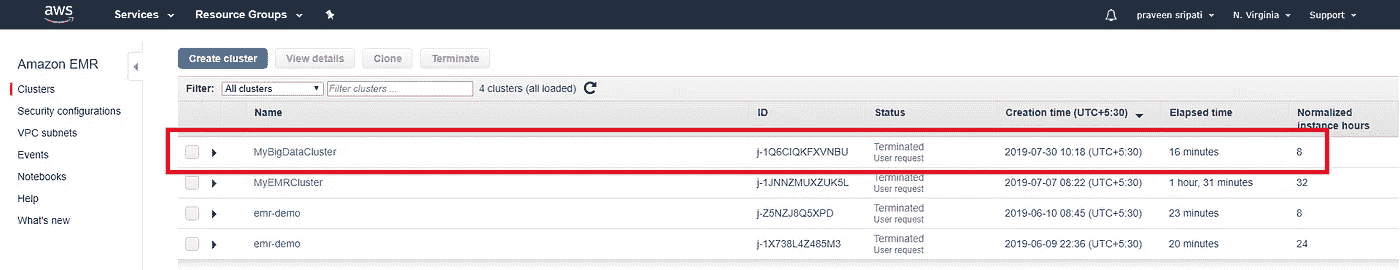 aws Services Resource Groups praveen sripati N. Virginia Support
Amazon EMR
Clusters
Security configurations
VPC subnets
Events
Notebooks
Help
What's new
Create cluster View details Clone Terminate
Filter: All clusters Filter clusters ... 4 clusters (all loaded)
Name ID Status Creation time (UTC+5:30) Elapsed time Normalized
instance hours
MyBigDataCluster j-1Q6CIQKFXVNBU Terminated 2019-07-30 10:18 (UTC+5:30) 16 minutes 8
User request
MyEMRCluster j-1JNNZMUXZUK5L Terminated 2019-07-07 08:22 (UTC+5:30) 1 hour, 31 minutes 32
User request
emr-demo j-Z5NZJ8Q5XPD Terminated 2019-06-10 08:45 (UTC+5:30) 23 minutes 8
User request
emr-demo j-1X738L4Z485M3 Terminated 2019-06-09 22:36 (UTC+5:30) 20 minutes 24
User request